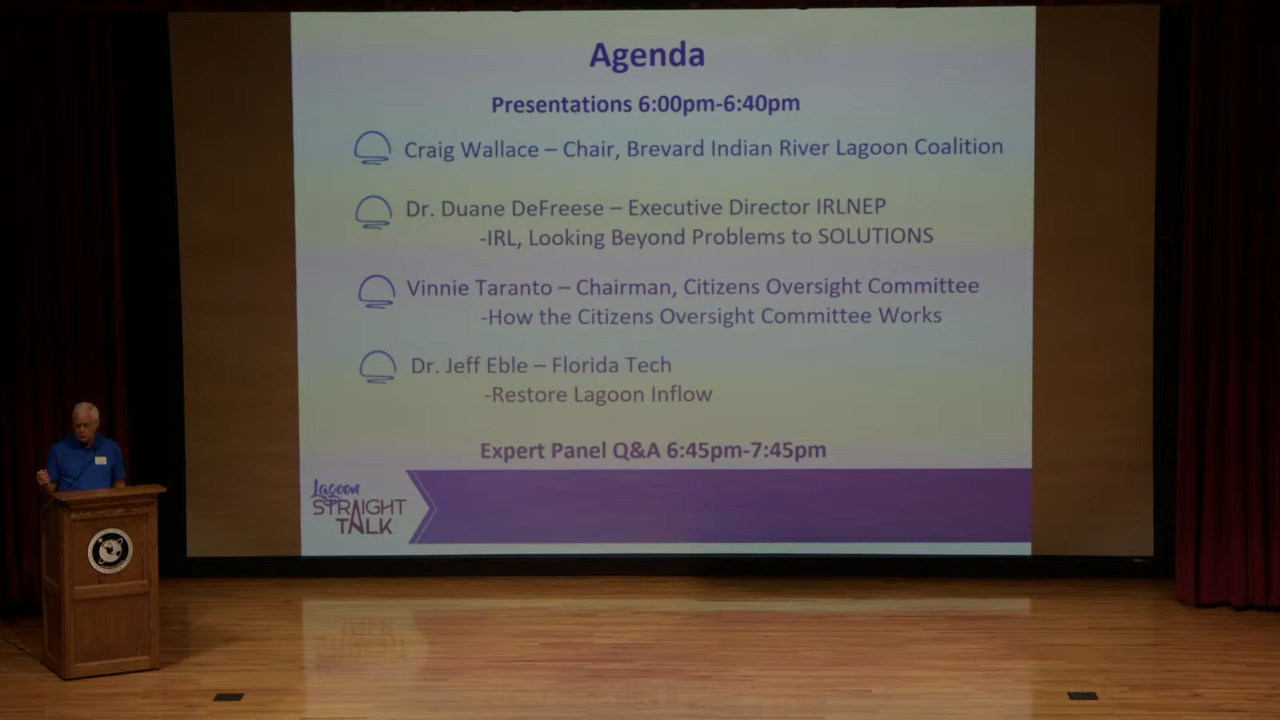 Agenda
Presentations 6:00pm-6:40pm
Craig Wallace – Chair, Brevard Indian River Lagoon Coalition
Dr. Duane DeFreese – Executive Director IRLNEP
-IRL, Looking Beyond Problems to SOLUTIONS
Vinnie Taranto – Chairman, Citizens Oversight Committee
-How the Citizens Oversight Committee Works
Dr. Jeff Eble – Florida Tech
-Restore Lagoon Inflow
Expert Panel Q&A 6:45pm-7:45pm
Lagoon
STRAIGHT
TALK